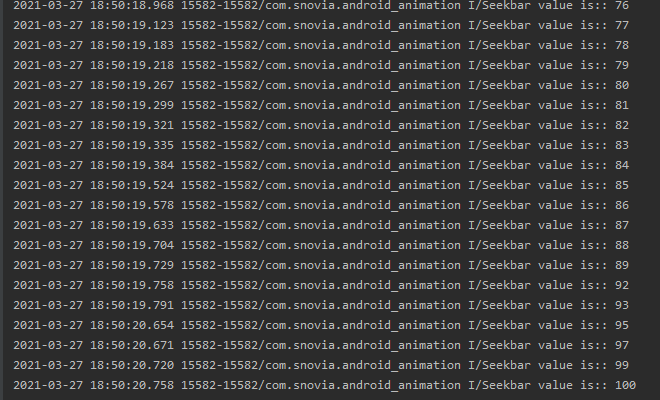 2021-03-27 18:50:18.968 15582-15582/com.snovia.android_animation I/Seekbar value is:: 76
2021-03-27 18:50:19.123 15582-15582/com.snovia.android_animation I/Seekbar value is:: 77
2021-03-27 18:50:19.183 15582-15582/com.snovia.android_animation I/Seekbar value is:: 78
2021-03-27 18:50:19.218 15582-15582/com.snovia.android_animation I/Seekbar value is:: 79
2021-03-27 18:50:19.267 15582-15582/com.snovia.android_animation I/Seekbar value is:: 80
2021-03-27 18:50:19.299 15582-15582/com.snovia.android_animation I/Seekbar value is:: 81
2021-03-27 18:50:19.321 15582-15582/com.snovia.android_animation I/Seekbar value is:: 82
2021-03-27 18:50:19.335 15582-15582/com.snovia.android_animation I/Seekbar value is:: 83
2021-03-27 18:50:19.384 15582-15582/com.snovia.android_animation I/Seekbar value is:: 84
2021-03-27 18:50:19.524 15582-15582/com.snovia.android_animation I/Seekbar value is:: 85
2021-03-27 18:50:19.578 15582-15582/com.snovia.android_animation I/Seekbar value is:: 86
2021-03-27 18:50:19.633 15582-15582/com.snovia.android_animation I/Seekbar value is:: 87
2021-03-27 18:50:19.704 15582-15582/com.snovia.android_animation I/Seekbar value is:: 88
2021-03-27 18:50:19.729 15582-15582/com.snovia.android_animation I/Seekbar value is:: 89
2021-03-27 18:50:19.758 15582-15582/com.snovia.android_animation I/Seekbar value is:: 92
2021-03-27 18:50:19.791 15582-15582/com.snovia.android_animation I/Seekbar value is:: 93
2021-03-27 18:50:20.654 15582-15582/com.snovia.android_animation I/Seekbar value is:: 95
2021-03-27 18:50:20.671 15582-15582/com.snovia.android_animation I/Seekbar value is:: 97
2021-03-27 18:50:20.720 15582-15582/com.snovia.android_animation I/Seekbar value is:: 99
2021-03-27 18:50:20.758 15582-15582/com.snovia.android_animation I/Seekbar value is:: 100